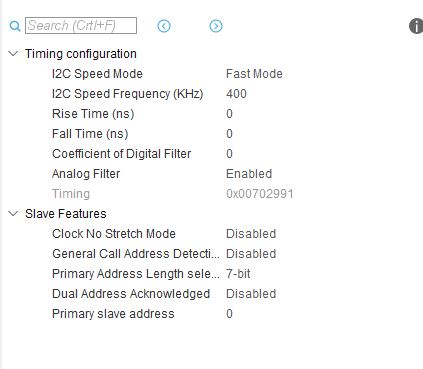 Search (CrtI+F)
Timing configuration
I2C Speed Mode Fast Mode
I2C Speed Frequency (KHz) 400
Rise Time (ns) 0
Fall Time (ns) 0
Coefficient of Digital Filter 0
Analog Filter Enabled
Timing 0x00702991
Slave Features
Clock No Stretch Mode Disabled
General Call Address Detecti... Disabled
Primary Address Length sele... 7-bit
Dual Address Acknowledged Disabled
Primary slave address 0